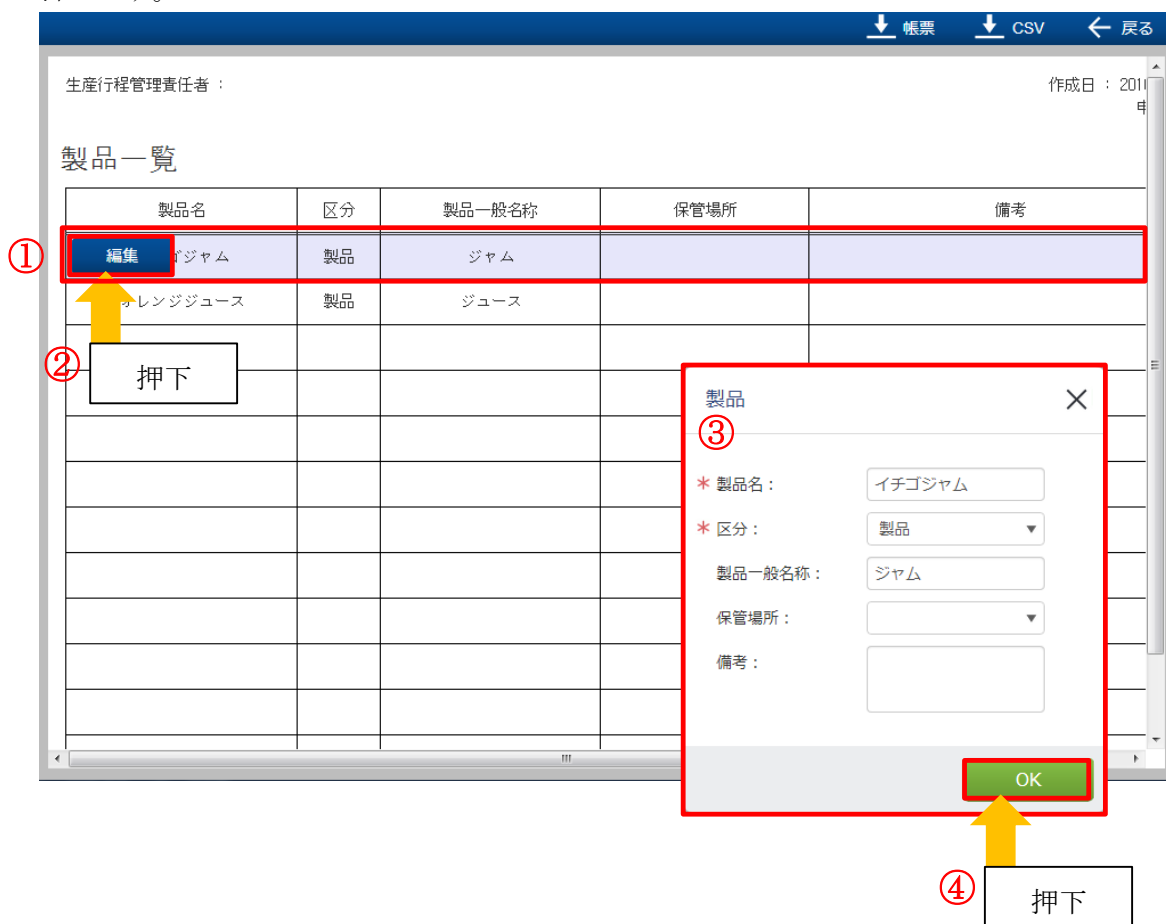 帳票 CSV 戻る
生産行程管理責任者： 作成日：201
製品一覧
製品名 区分 製品一般名称 保管場所 備考
① 編集 ゴジャム 製品 ジャム
オレンジジュース 製品 ジュース
② 押下
製品
③
* 製品名： イチゴジャム
* 区分： 製品
製品一般名称： ジャム
保管場所：
備考：
OK
④ 押下